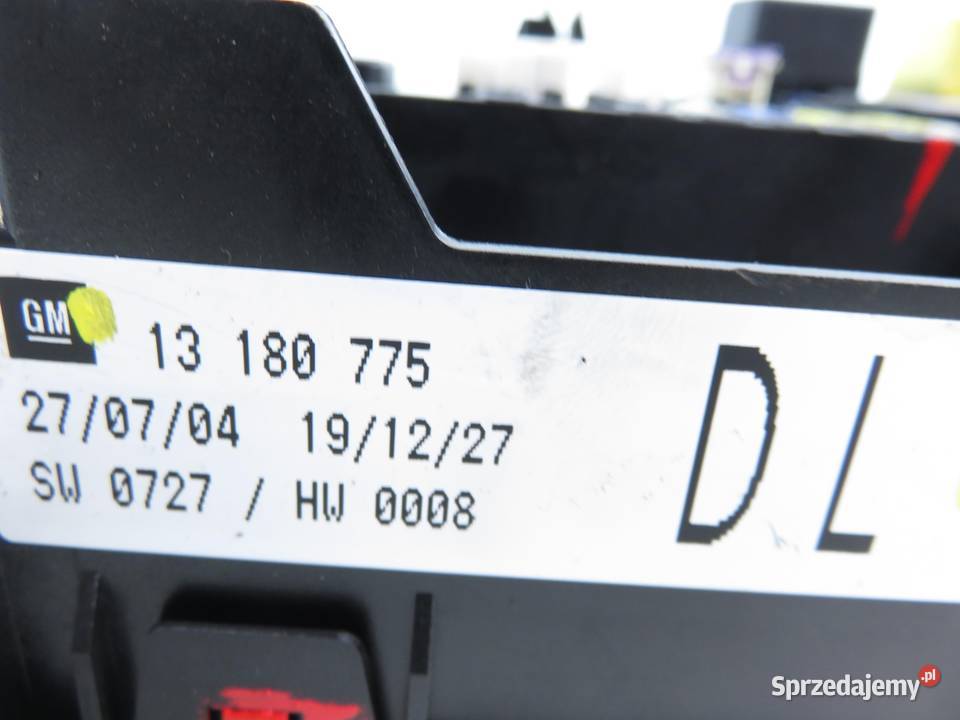 GM 13 180 775
27/07/04 19/12/27
SW 0727 / HW 0008
DL
Sprzedajemy.pl